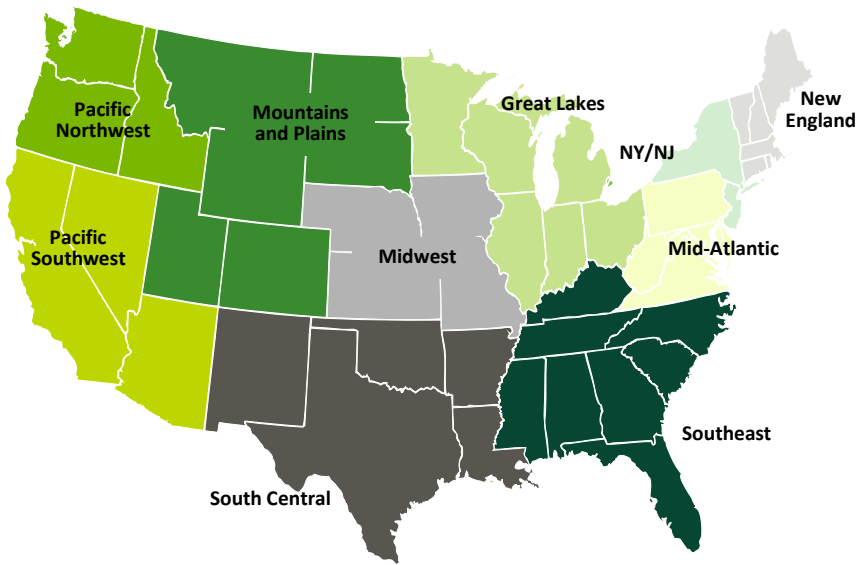 Great Lakes
New
England
Pacific
Northwest
Mountains
and Plains
NY/NJ
Pacific
Southwest
Midwest
Mid-Atlantic
Southeast
South Central